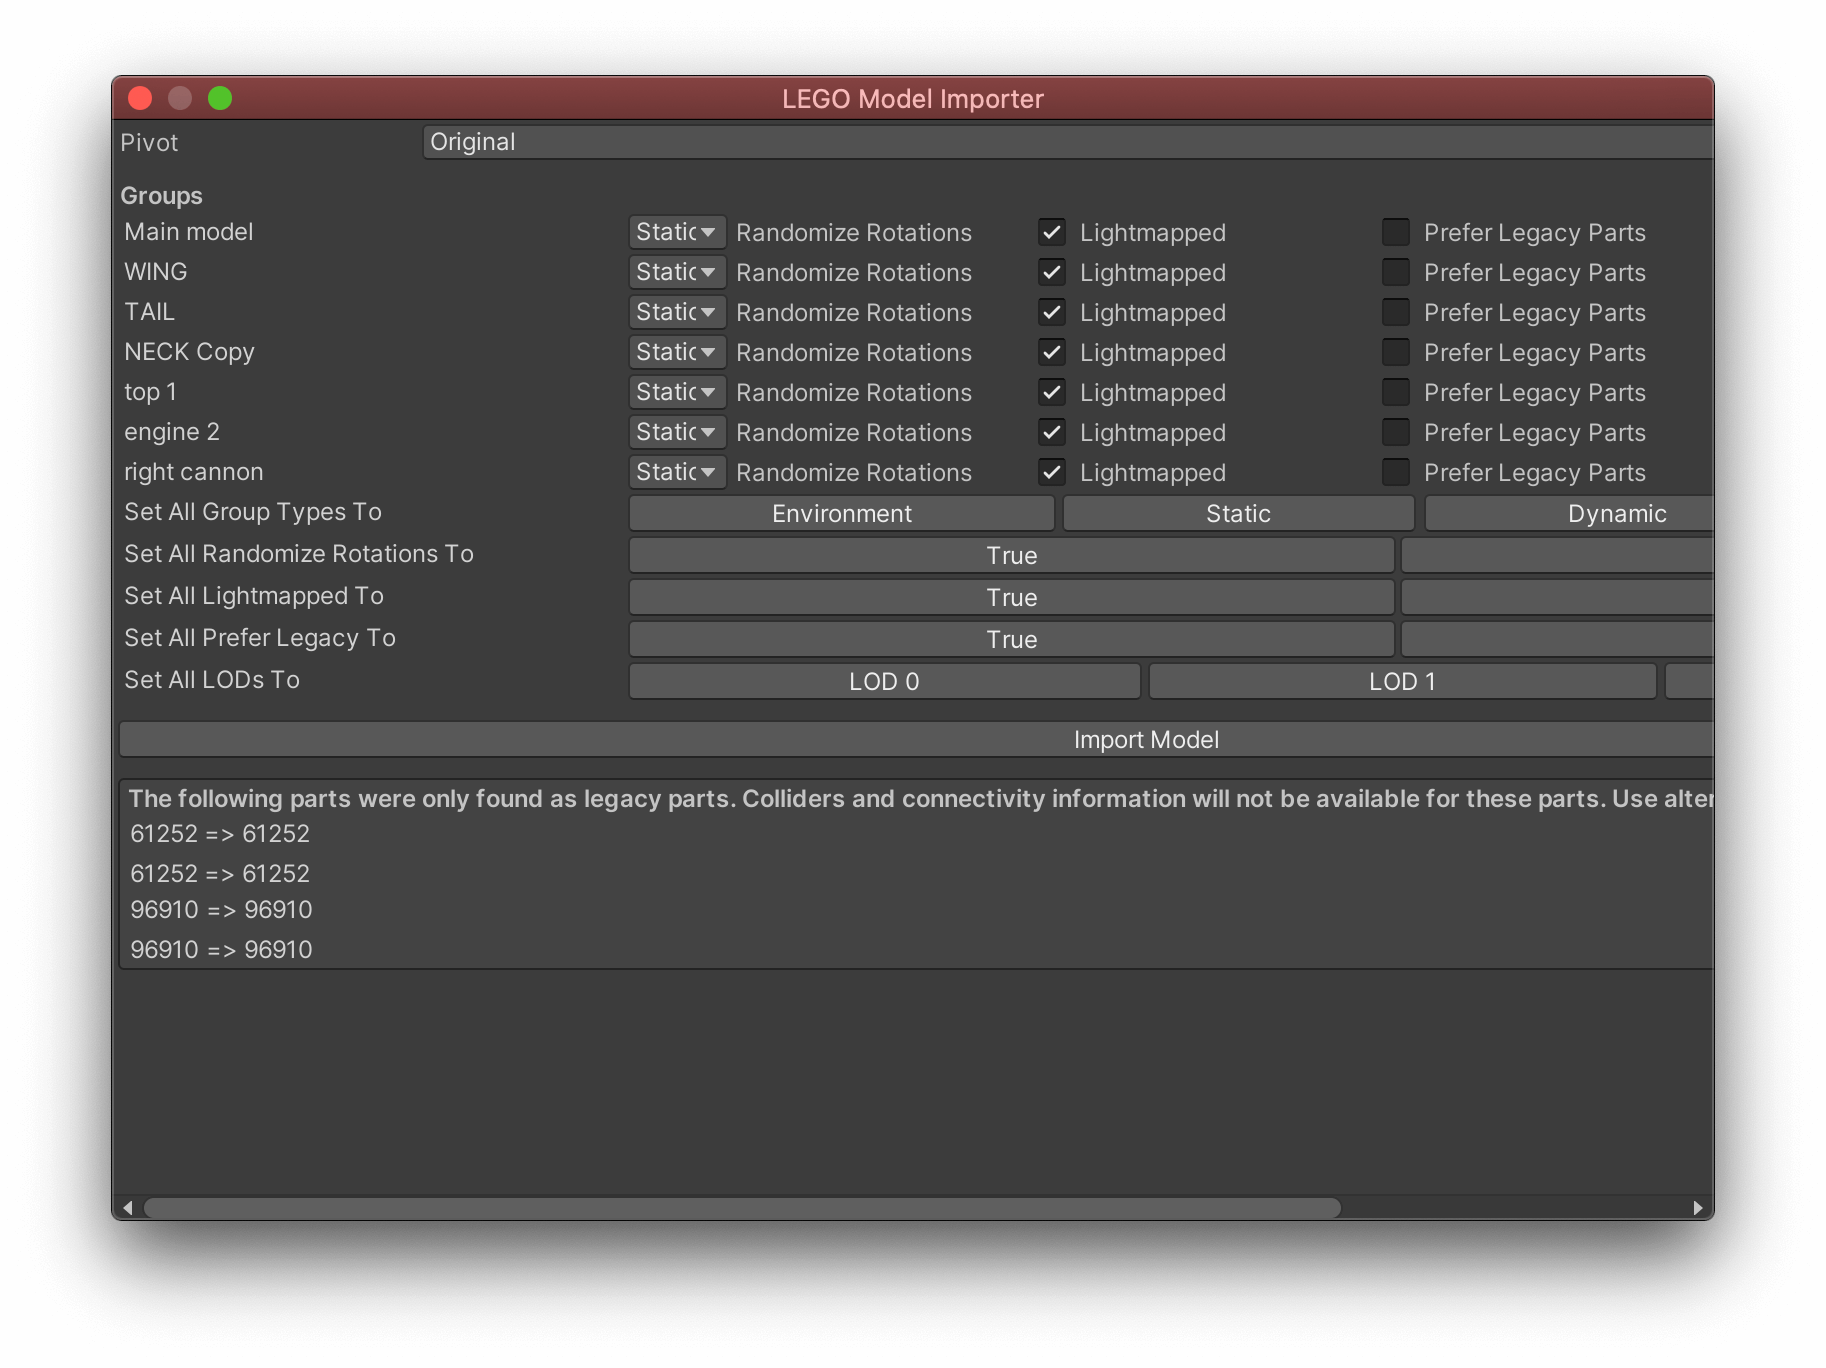 LEGO Model Importer
Pivot Original
Groups
Main model Static Randomize Rotations Lightmapped Prefer Legacy Parts
WING Static Randomize Rotations Lightmapped Prefer Legacy Parts
TAIL Static Randomize Rotations Lightmapped Prefer Legacy Parts
NECK Copy Static Randomize Rotations Lightmapped Prefer Legacy Parts
top 1 Static Randomize Rotations Lightmapped Prefer Legacy Parts
engine 2 Static Randomize Rotations Lightmapped Prefer Legacy Parts
right cannon Static Randomize Rotations Lightmapped Prefer Legacy Parts
Set All Group Types To Environment Static Dynamic
Set All Randomize Rotations To True
Set All Lightmapped To True
Set All Prefer Legacy To True
Set All LODs To LOD 0 LOD 1
Import Model
The following parts were only found as legacy parts. Colliders and connectivity information will not be available for these parts. Use
61252 => 61252
61252 => 61252
96910 => 96910
96910 => 96910